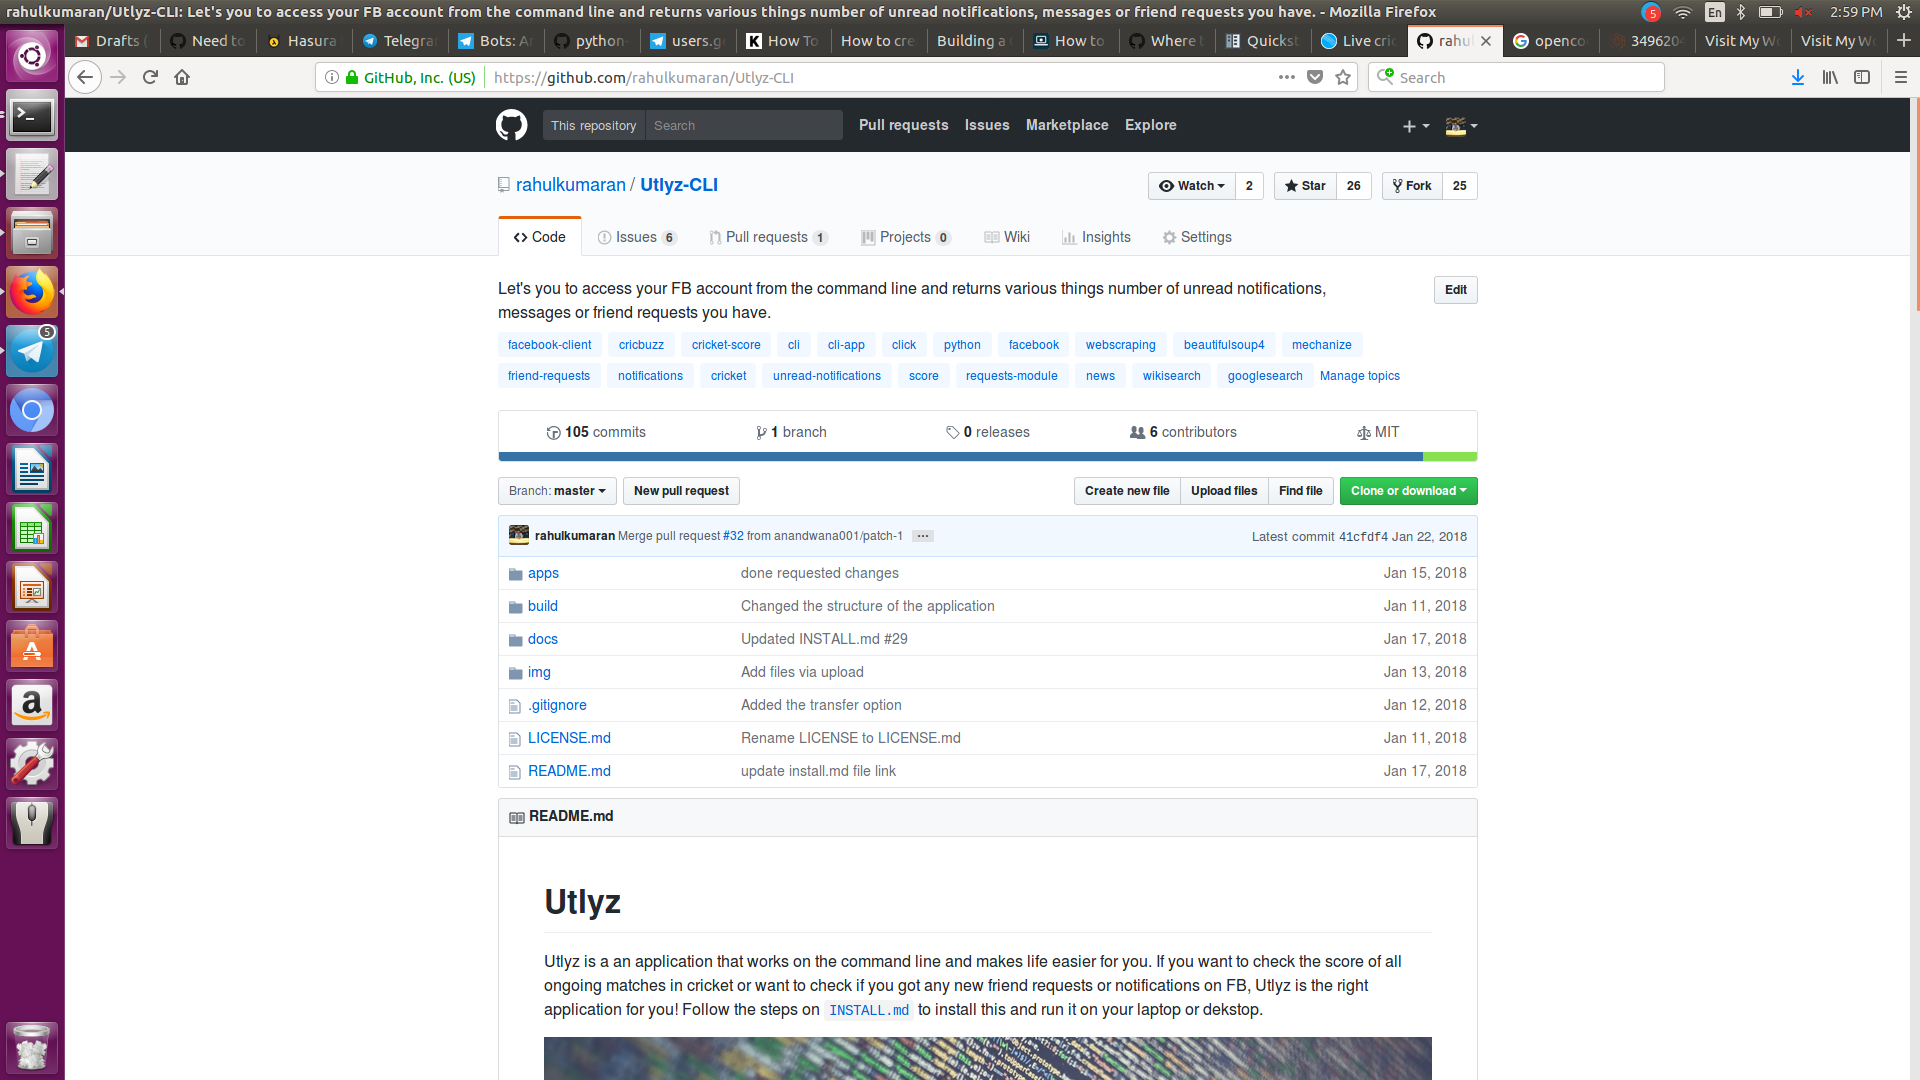 rahulkumaran/Utlyz-CLI: Let's you to access your FB account from the command line and returns various things number of unread notifications, messages or friend requests you have. - Mozilla Firefox
5 En 2:59 PM
Drafts ( Need to Hasura Telegra Bots: A python- users.g K How To How to cre Building a How to Where Quickst Live cri rahul openco 349620 Visit My W Visit My W
GitHub, Inc. (US) https://github.com/rahulkumaran/Utlyz-CLI Search
This repository Search Pull requests Issues Marketplace Explore
rahulkumaran / Utlyz-CLI Watch 2 Star 26 Fork 25
Code Issues 6 Pull requests 1 Projects 0 Wiki Insights Settings
Let's you to access your FB account from the command line and returns various things number of unread notifications,
messages or friend requests you have.
Edit
facebook-client cricbuzz cricket-score cli cli-app click python facebook webscraping beautifulsoup4 mechanize
friend-requests notifications cricket unread-notifications score requests-module news wikisearch googlesearch Manage topics
105 commits 1 branch 0 releases 6 contributors MIT
Branch: master New pull request Create new file Upload files Find file Clone or download
rahulkumaran Merge pull request #32 from anandwana001/patch-1 ... Latest commit 41cfdf4 Jan 22, 2018
apps done requested changes Jan 15, 2018
build Changed the structure of the application Jan 11, 2018
docs Updated INSTALL.md #29 Jan 17, 2018
img Add files via upload Jan 13, 2018
.gitignore Added the transfer option Jan 12, 2018
LICENSE.md Rename LICENSE to LICENSE.md Jan 11, 2018
README.md update install.md file link Jan 17, 2018
README.md
Utlyz
Utlyz is a an application that works on the command line and makes life easier for you. If you want to check the score of all
ongoing matches in cricket or want to check if you got any new friend requests or notifications on FB, Utlyz is the right
application for you! Follow the steps on INSTALL.md to install this and run it on your laptop or dekstop.
5
a